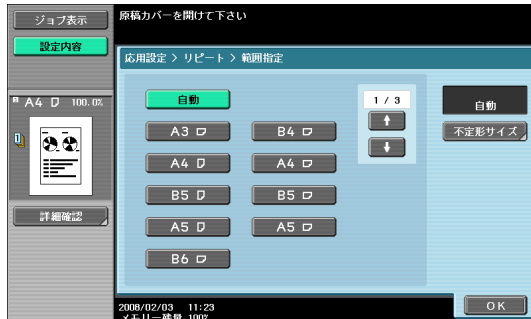 ジョブ表示
原稿カバーを開けて下さい
設定内容
応用設定 > リピート > 範囲指定
A4 100.0%
1
自動
1 / 3
自動
A3
B4
不定形サイズ
A4
A4
B5
B5
詳細確認
A5
A5
B6
2008/02/03 11:23
メモリー残量 100%
OK